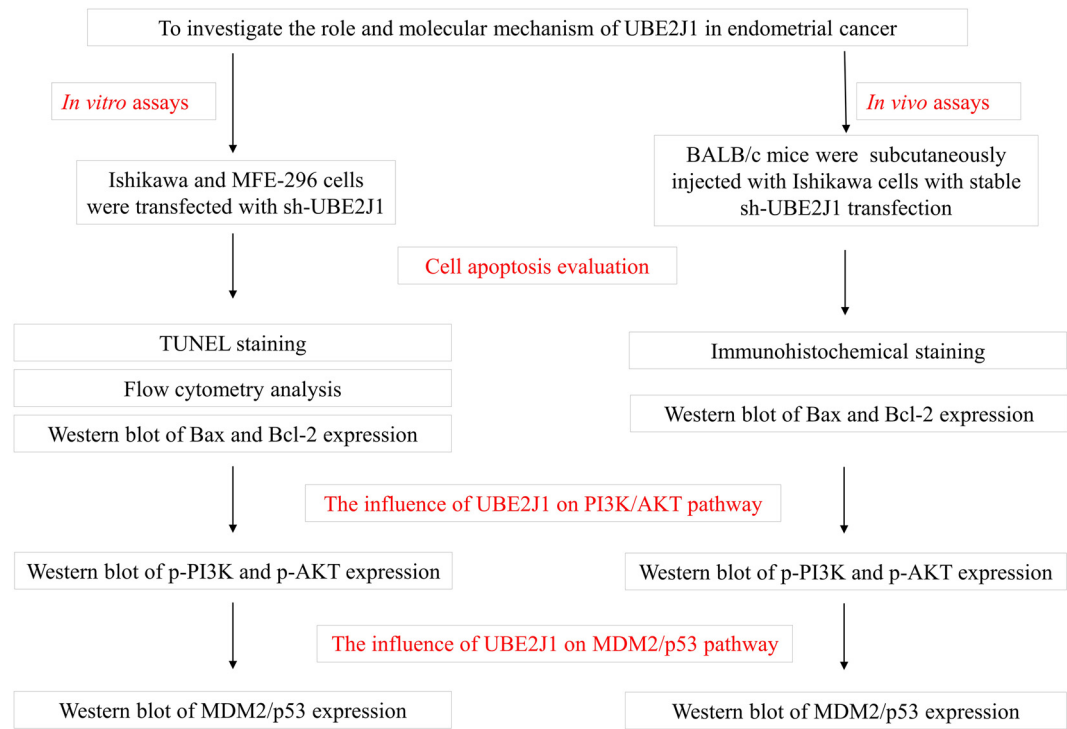 To investigate the role and molecular mechanism of UBE2J1 in endometrial cancer
In vitro assays
In vivo assays
Ishikawa and MFE-296 cells
were transfected with sh-UBE2J1
BALB/c mice were subcutaneously
injected with Ishikawa cells with stable
sh-UBE2J1 transfection
Cell apoptosis evaluation
TUNEL staining
Flow cytometry analysis
Western blot of Bax and Bcl-2 expression
Immunohistochemical staining
Western blot of Bax and Bcl-2 expression
The influence of UBE2J1 on PI3K/AKT pathway
Western blot of p-PI3K and p-AKT expression
Western blot of p-PI3K and p-AKT expression
The influence of UBE2J1 on MDM2/p53 pathway
Western blot of MDM2/p53 expression
Western blot of MDM2/p53 expression